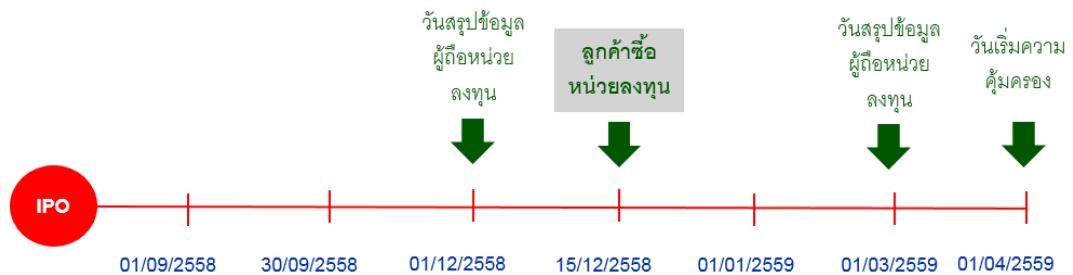 วันสรุปข้อมูล
ผู้ถือหน่วย
ลงทุน
ลูกค้าซื้อ
หน่วยลงทุน
วันสรุปข้อมูล
ผู้ถือหน่วย
ลงทุน
วันเริ่มความ
คุ้มครอง
IPO
01/09/2558
30/09/2558
01/12/2558
15/12/2558
01/01/2559
01/03/2559
01/04/2559